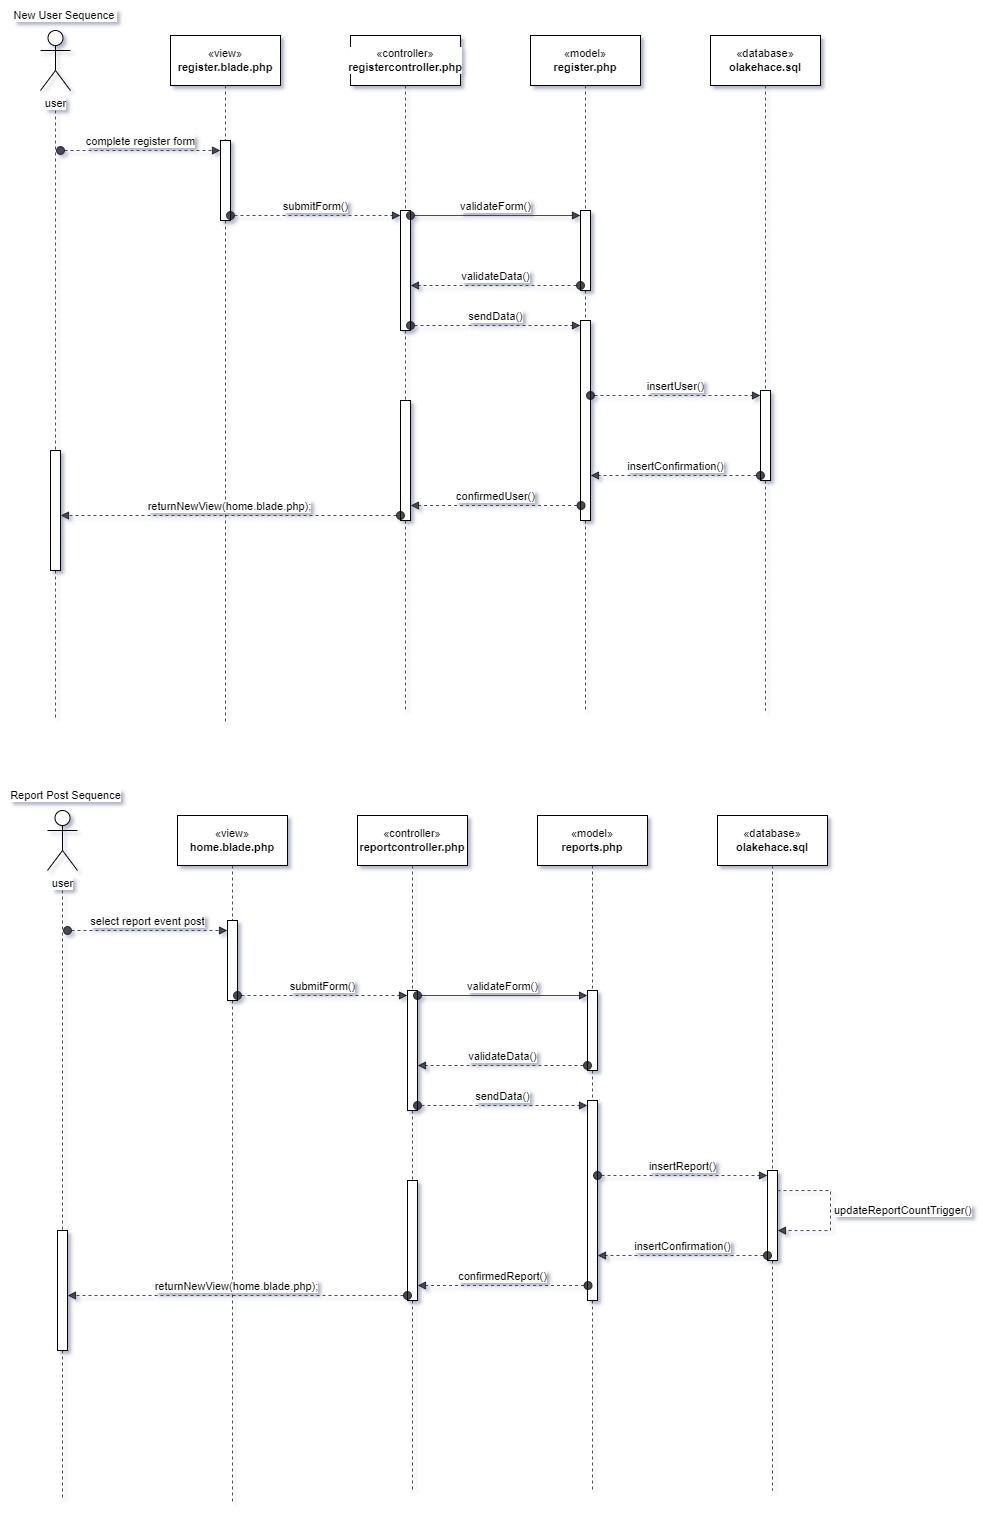 New User Sequence
user
«view»
register.blade.php
«controller»
registercontroller.php
«model»
register.php
«database»
olakehace.sql
complete register form
submitForm()
validateForm()
validateData()
sendData()
insertUser()
insertConfirmation()
confirmedUser()
returnNewView(home.blade.php);
Report Post Sequence
user
«view»
home.blade.php
«controller»
reportcontroller.php
«model»
reports.php
«database»
olakehace.sql
select report event post
submitForm()
validateForm()
validateData()
sendData()
insertReport()
updateReportCountTrigger()
insertConfirmation()
confirmedReport()
returnNewView(home.blade.php);